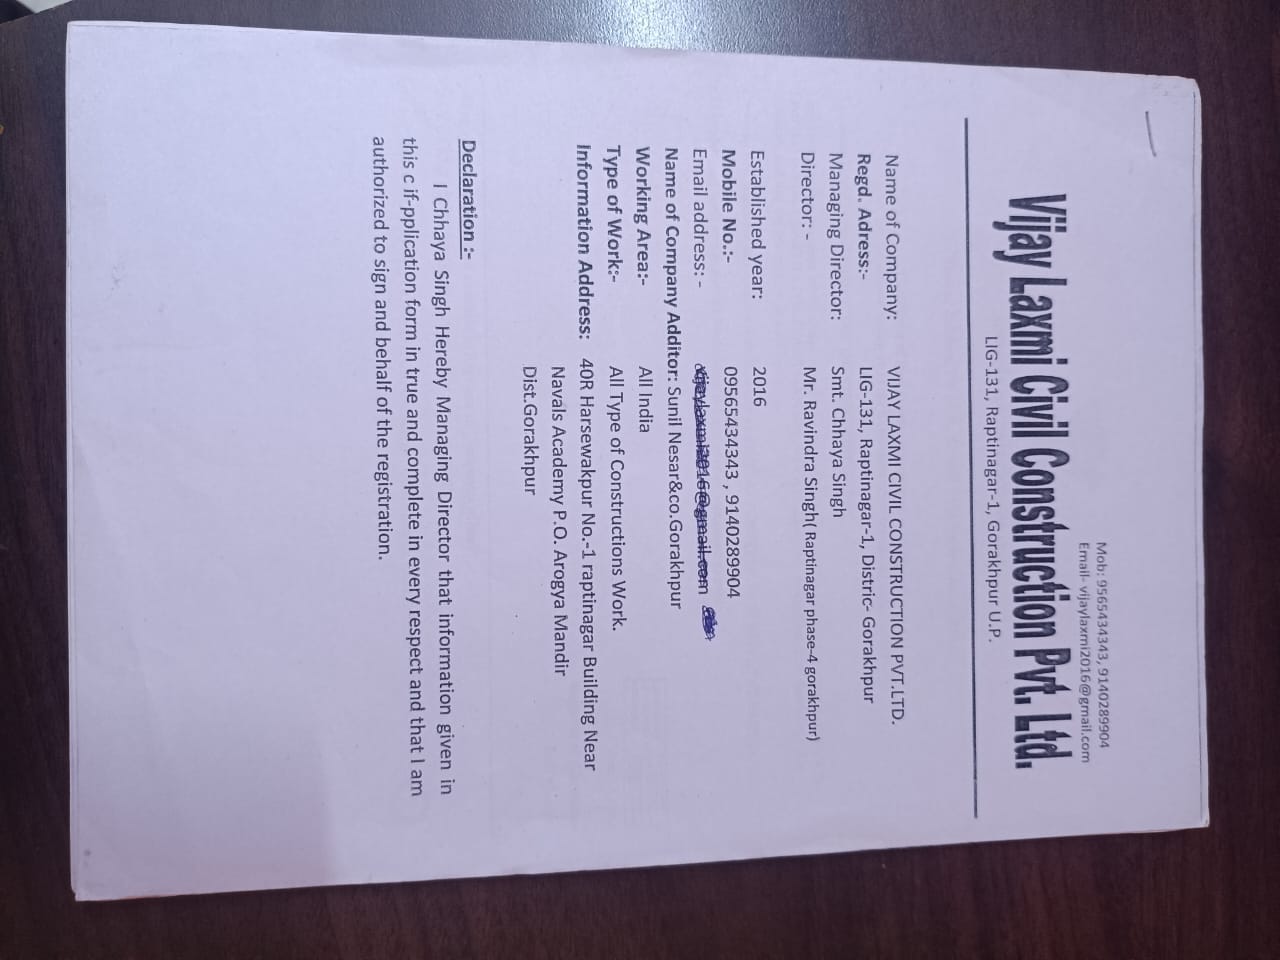 Mob: 9565434343, 9140289904
Email- vijaylaxmi2016@gmail.com
Vijay Laxmi Civil Construction Pvt. Ltd.
LIG-131, Raptinagar-1, Gorakhpur U.P.
Name of Company: VIJAY LAXMI CIVIL CONSTRUCTION PVT.LTD.
Regd. Adress:- LIG-131, Raptinagar-1, Distric- Gorakhpur
Managing Director: Smt. Chhaya Singh
Director: - Mr. Ravindra Singh( Raptinagar phase-4 gorakhpur)
Established year: 2016
Mobile No.:- 09565434343 , 9140289904
Email address: - vijaylaxmi2016@gmail.com
Name of Company Additor: Sunil Nesar&co.Gorakhpur
Working Area:- All India
Type of Work:- All Type of Constructions Work.
Information Address: 40R Harsewakpur No.-1 raptinagar Building Near
Navals Academy P.O. Arogya Mandir
Dist.Gorakhpur
Declaration :-
I Chhaya Singh Hereby Managing Director that information given in
this c if-pplication form in true and complete in every respect and that I am
authorized to sign and behalf of the registration.